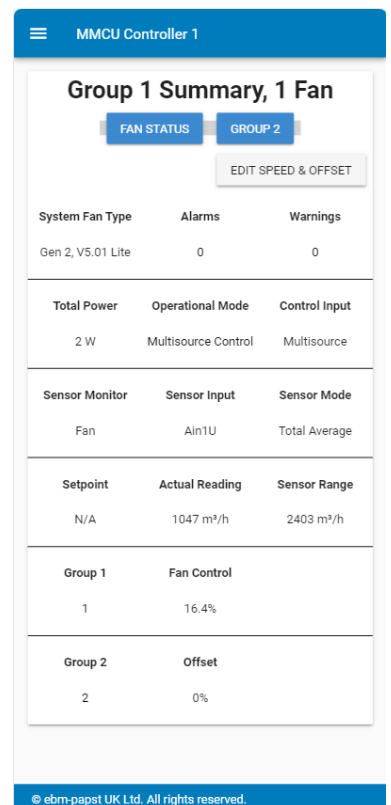 MMCU Controller 1
Group 1 Summary, 1 Fan
FAN STATUS GROUP 2
EDIT SPEED & OFFSET
System Fan Type Alarms Warnings
Gen 2, V5.01 Lite 0 0
Total Power Operational Mode Control Input
2 W Multisource Control Multisource
Sensor Monitor Sensor Input Sensor Mode
Fan Ain1U Total Average
Setpoint Actual Reading Sensor Range
N/A 1047 m³/h 2403 m³/h
Group 1 Fan Control
1 16.4%
Group 2 Offset
2 0%
© ebm-papst UK Ltd. All rights reserved.